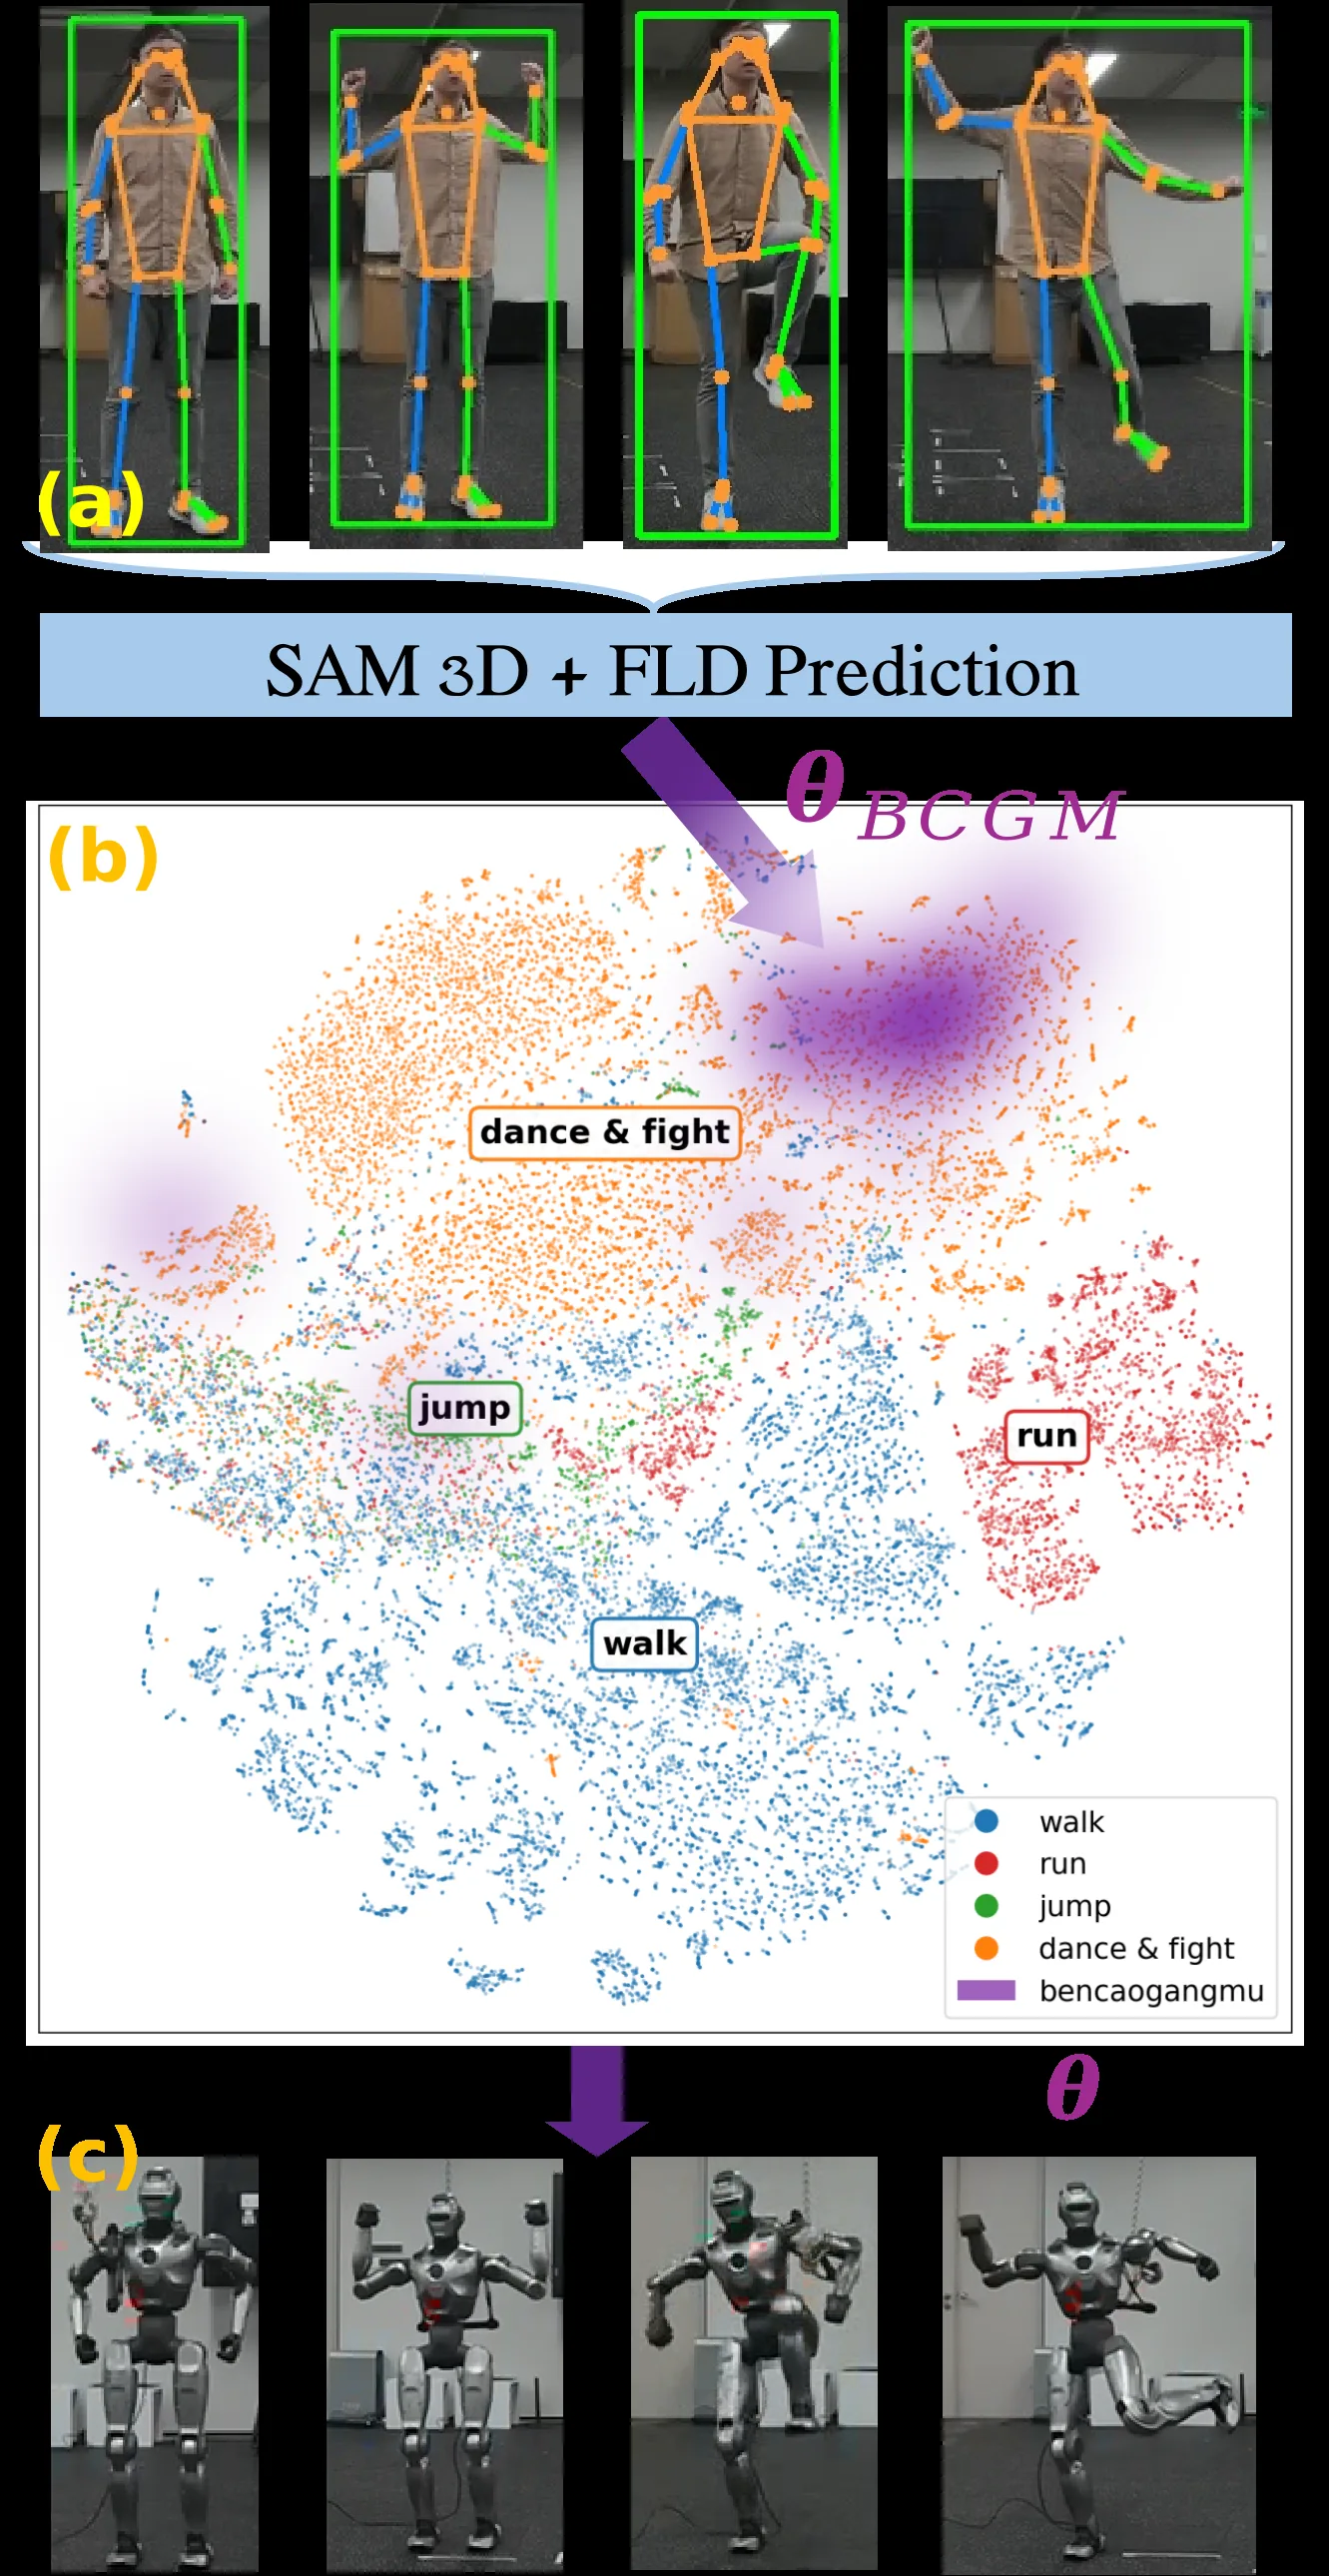 (a)
SAM 3D + FLD Prediction
θ BCGM
(b)
dance & fight
jump
run
walk
walk
run
jump
dance & fight
bencaogangmu
θ
(c)